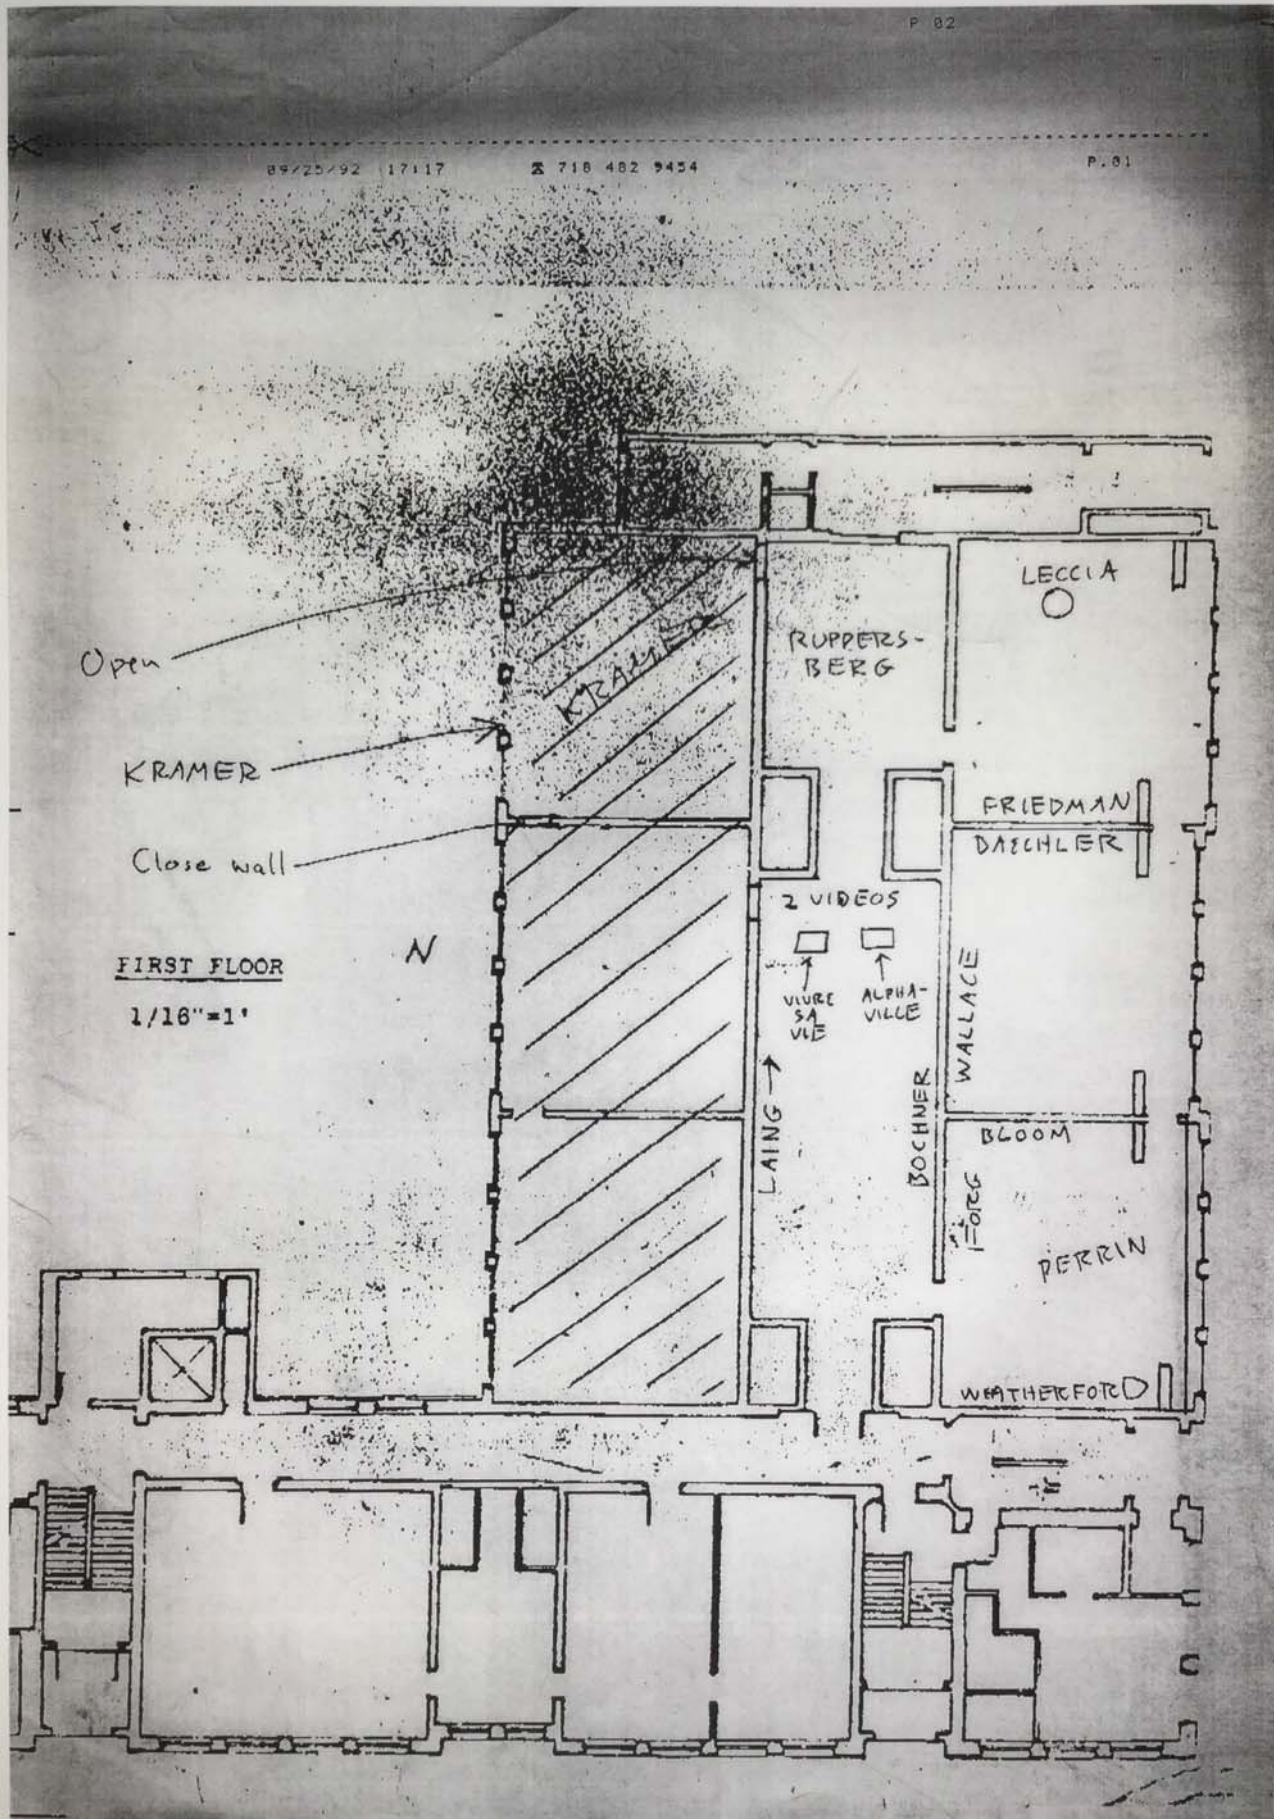 P 02
09/25/92 17:17 ☎ 718 482 9454 P.01
LECCIA
RUPPERS-
BERG
KRAMER
Open
KRAMER
FRIEDMAN
DAECHLER
Close wall
2 VIDEOS
N
FIRST FLOOR
1/16"=1'
VIVRE
SA
VIE
ALPHA-
VILLE
WALLACE
LAING →
BOCHNER
BLOOM
FORG
PERRIN
WEATHERFORD